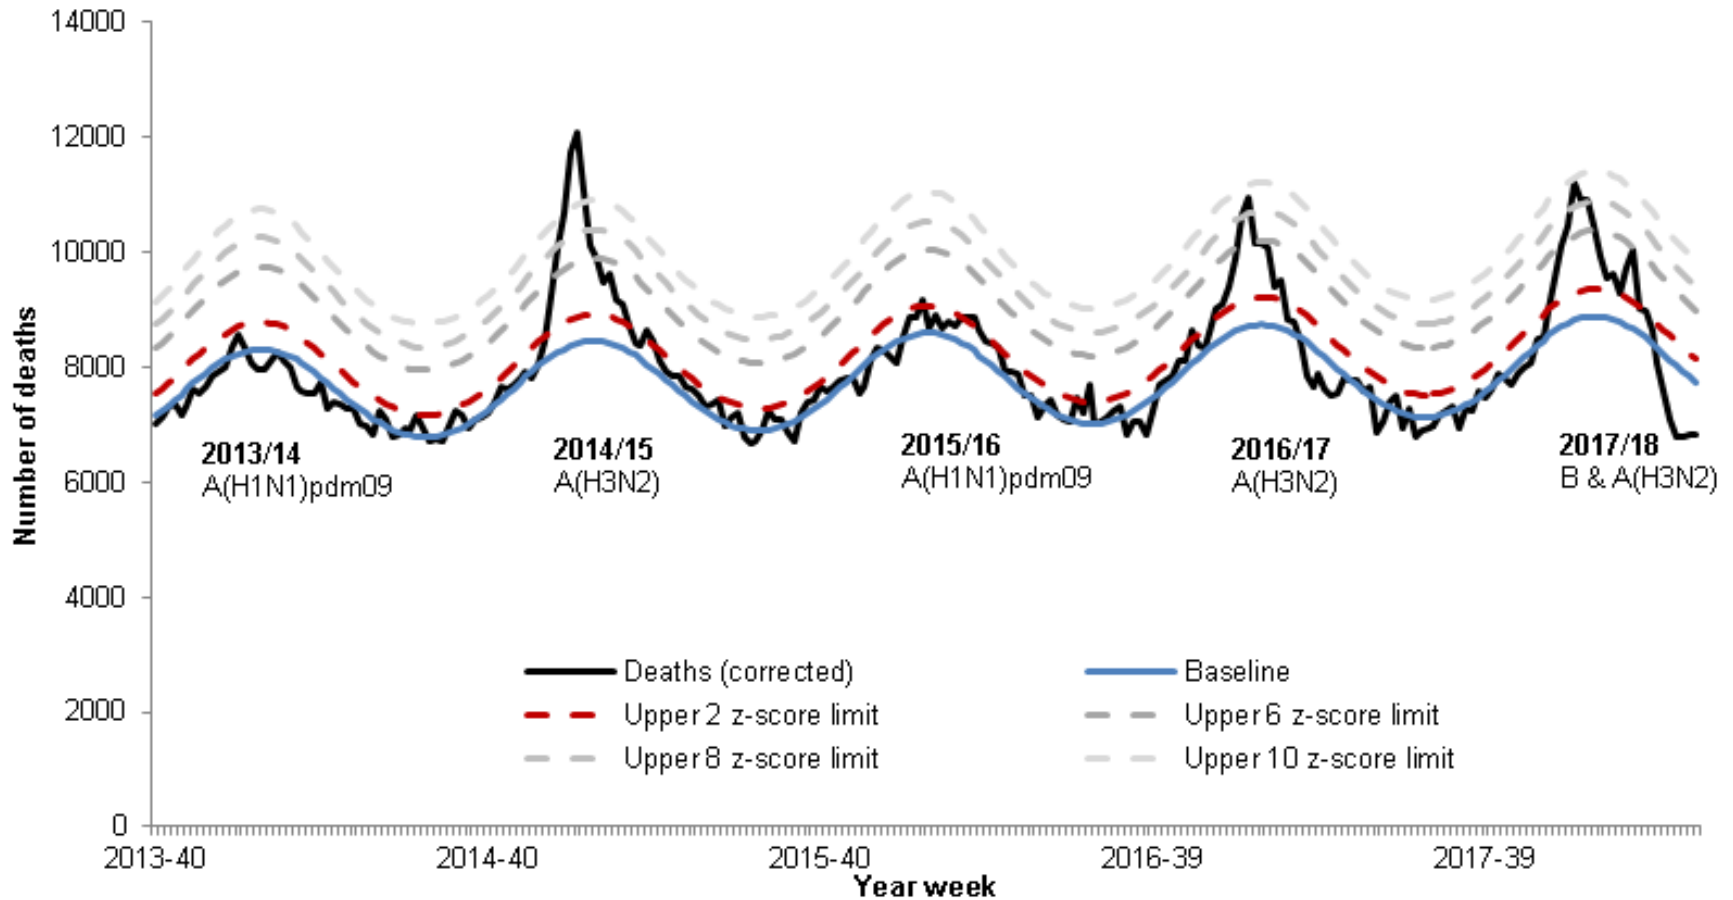 14000
12000
10000
8000
6000
4000
2000
0
Number of deaths
2013/14
A(H1N1)pdm09
2014/15
A(H3N2)
2015/16
A(H1N1)pdm09
2016/17
A(H3N2)
2017/18
B & A(H3N2)
Deaths (corrected)
Baseline
Upper 2 z-score limit
Upper 6 z-score limit
Upper 8 z-score limit
Upper 10 z-score limit
2013-40
2014-40
2015-40
2016-39
2017-39
Year week